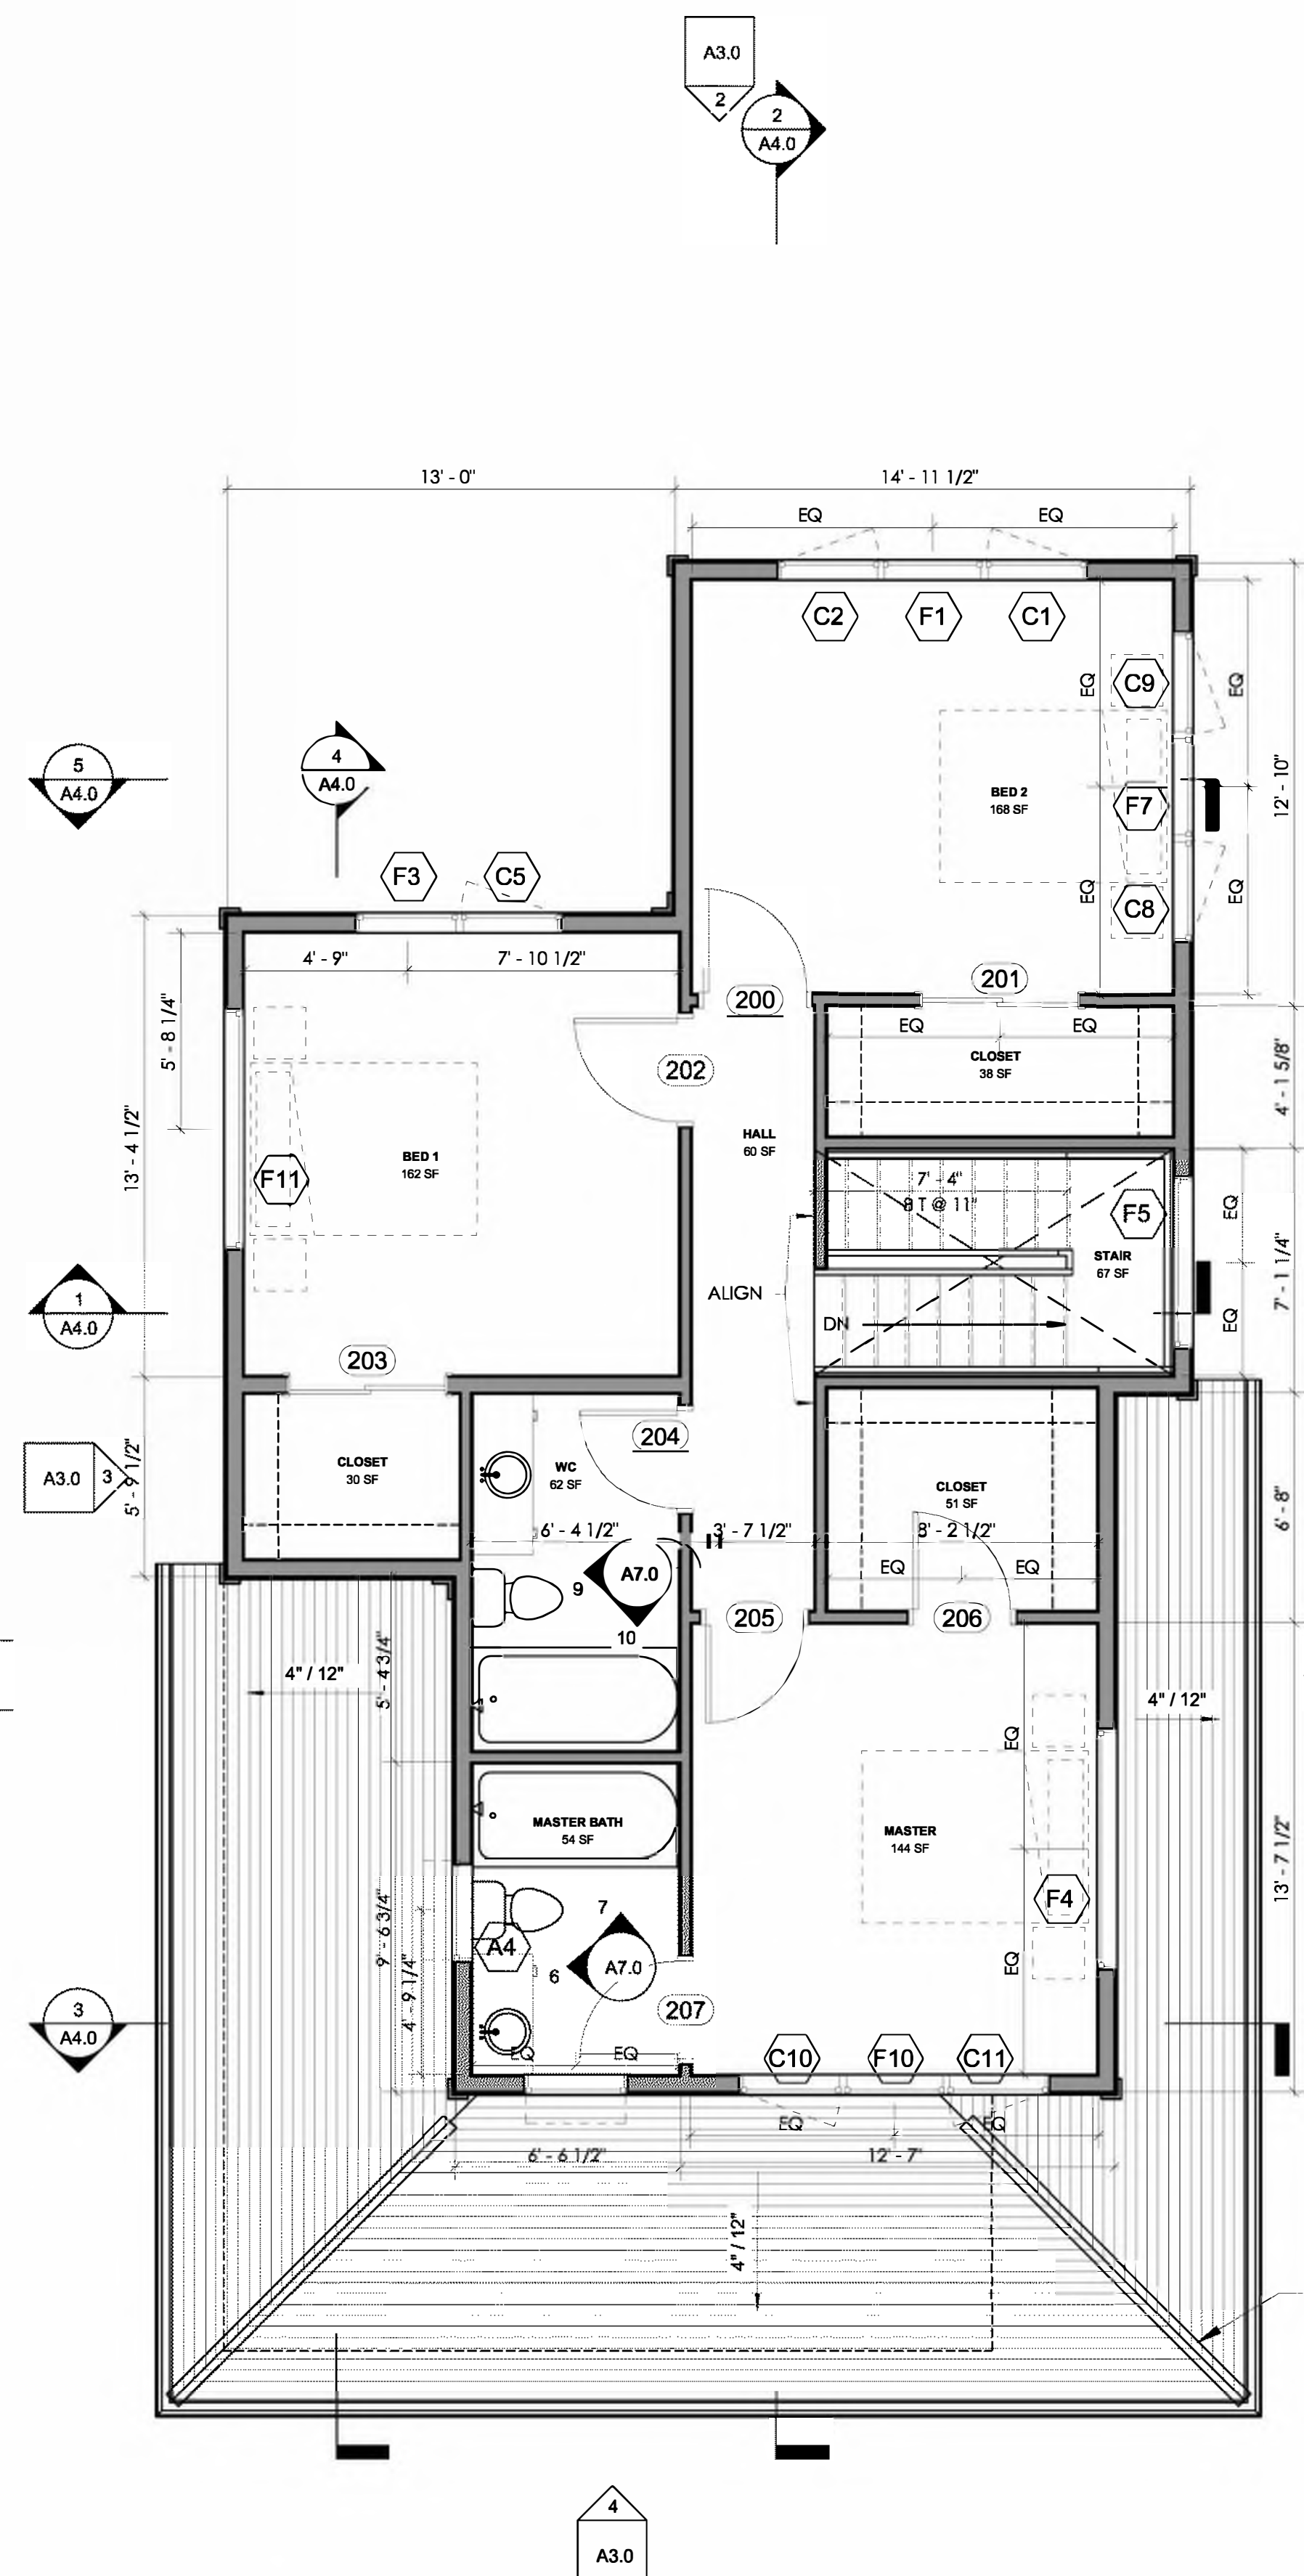 A3.0
2
2
A4.0
13' - 0"
14' - 11 1/2"
EQ
EQ
C2
F1
C1
C9
EQ
EQ
5
A4.0
4
A4.0
BED 2
168 SF
F7
12' - 10"
F3
C5
EQ
C8
EQ
4' - 9"
7' - 10 1/2"
200
201
5' - 8 1/4"
EQ
EQ
202
CLOSET
38 SF
4' - 1 5/8"
13' - 4 1/2"
HALL
60 SF
BED 1
162 SF
F11
7' - 4"
8 T @ 11"
F5
EQ
STAIR
67 SF
7' - 1 1/4"
ALIGN
1
A4.0
DN
EQ
203
204
A3.0
3
5' - 9 1/2"
CLOSET
30 SF
WC
62 SF
CLOSET
51 SF
6' - 8"
6' - 4 1/2"
3' - 7 1/2"
8' - 2 1/2"
9
A7.0
EQ
EQ
10
205
206
4" / 12"
5' - 4 3/4"
4" / 12"
EQ
MASTER BATH
54 SF
MASTER
144 SF
F4
13' - 7 1/2"
7
A4
9' - 6 3/4"
6
A7.0
EQ
4' - 9 1/4"
207
3
A4.0
EQ
EQ
C10
F10
C11
EQ
EQ
6' - 6 1/2"
12' - 7"
4" / 12"
4
A3.0